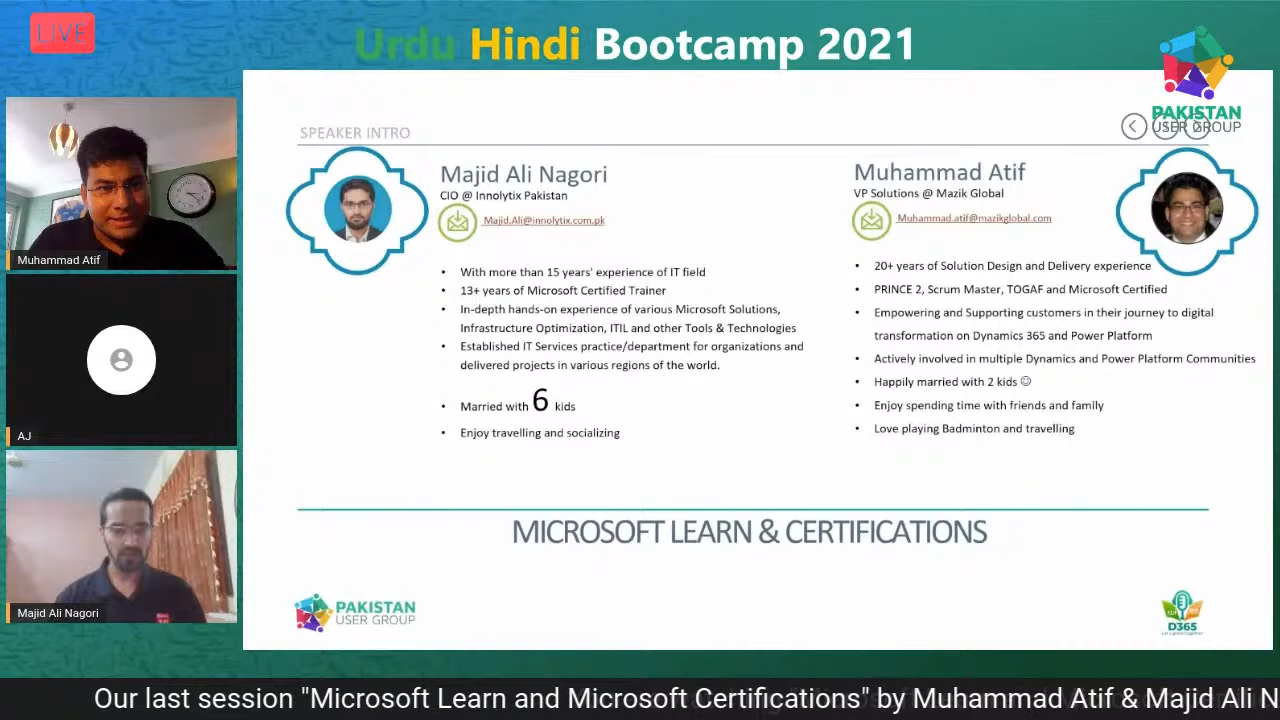 LIVE
Urdu Hindi Bootcamp 2021
PAKISTAN
USER GROUP
SPEAKER INTRO
Majid Ali Nagori
CIO @ Innolytix Pakistan
Majid.Ali@innolytix.com.pk
• With more than 15 years' experience of IT field
• 13+ years of Microsoft Certified Trainer
• In-depth hands-on experience of various Microsoft Solutions,
Infrastructure Optimization, ITIL and other Tools & Technologies
• Established IT Services practice/department for organizations and
delivered projects in various regions of the world.
• Married with 6 kids
• Enjoy travelling and socializing
Muhammad Atif
VP Solutions @ Mazik Global
Muhammad.atif@mazikglobal.com
• 20+ years of Solution Design and Delivery experience
• PRINCE 2, Scrum Master, TOGAF and Microsoft Certified
• Empowering and Supporting customers in their journey to digital
transformation on Dynamics 365 and Power Platform
• Actively involved in multiple Dynamics and Power Platform Communities
• Happily married with 2 kids ☺
• Enjoy spending time with friends and family
• Love playing Badminton and travelling
Muhammad Atif
AJ
Majid Ali Nagori
MICROSOFT LEARN & CERTIFICATIONS
PAKISTAN
USER GROUP
D365
Our last session "Microsoft Learn and Microsoft Certifications" by Muhammad Atif & Majid Ali N